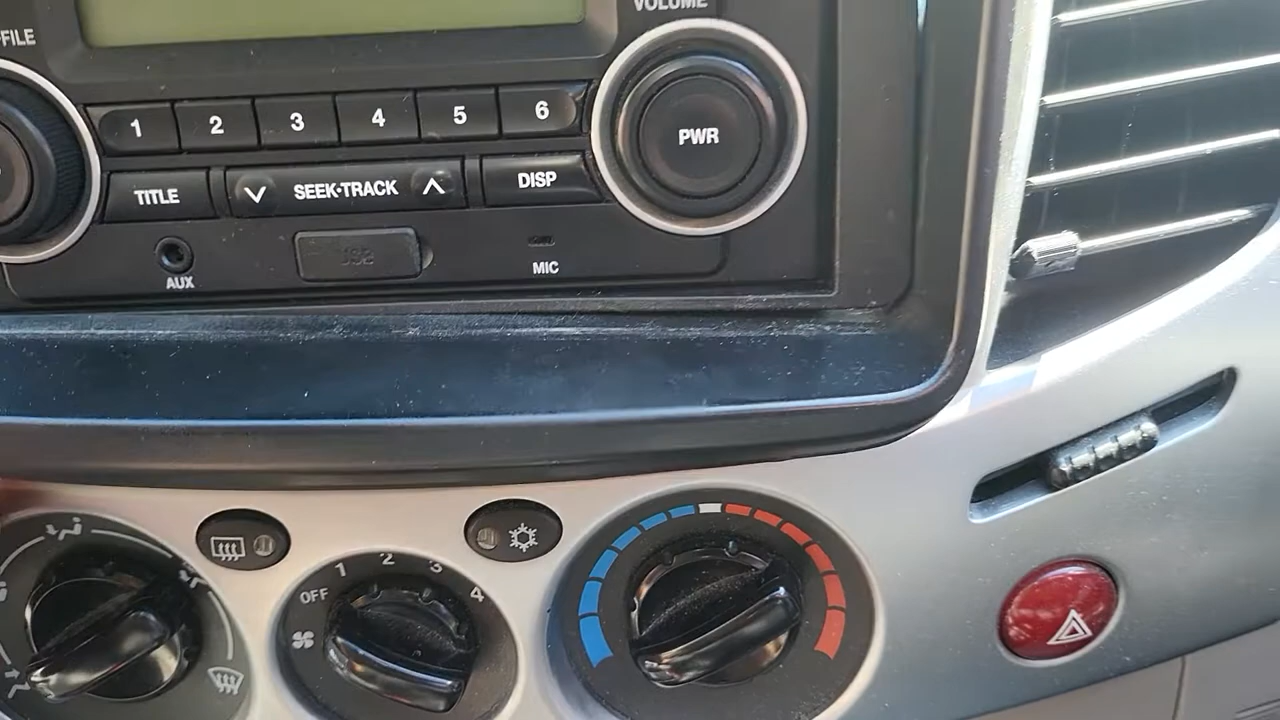 FILE
VOLUME
1 2 3 4 5 6
PWR
TITLE
SEEK·TRACK
DISP
AUX
USB
MIC
OFF 1 2 3 4